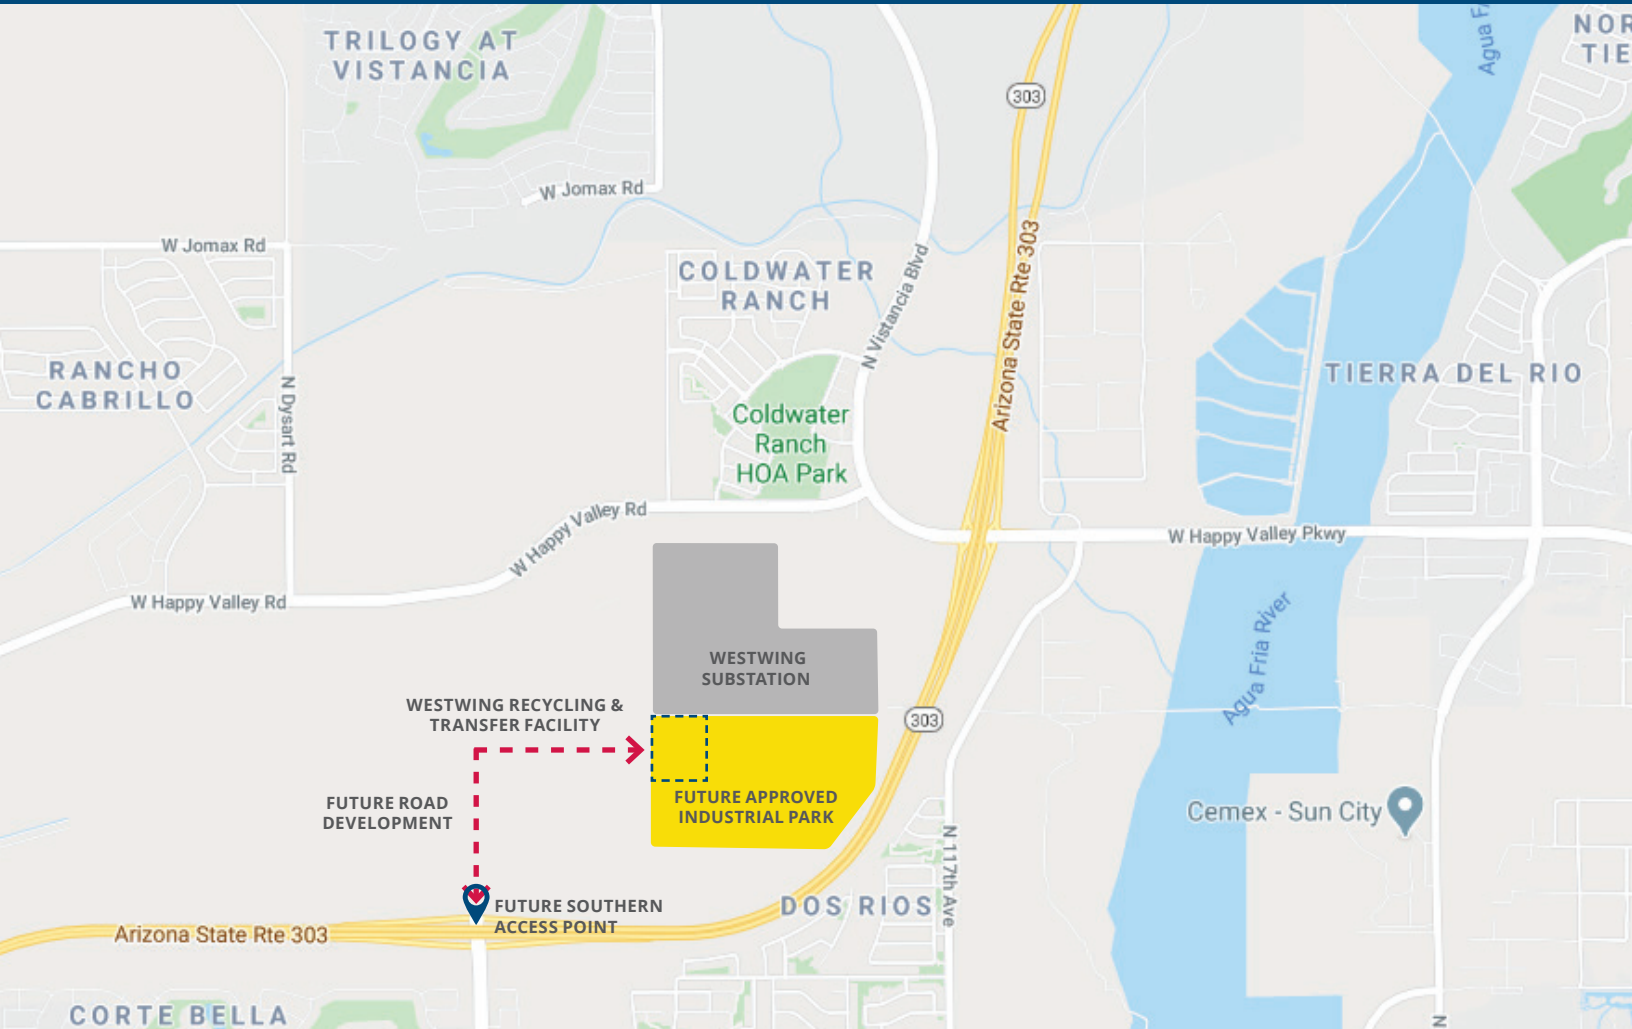 TRILOGY AT
VISTANCIA
303
W Jomax Rd
W Jomax Rd
COLDWATER
RANCH
N Vistancia Blvd
Arizona State Rte 303
RANCHO
CABRILLO
N Dysart Rd
Coldwater
Ranch
HOA Park
TIERRA DEL RIO
W Happy Valley Rd
W Happy Valley Pkwy
W Happy Valley Rd
Agua Fria River
WESTWING
SUBSTATION
WESTWING RECYCLING &
TRANSFER FACILITY
303
FUTURE ROAD
DEVELOPMENT
FUTURE APPROVED
INDUSTRIAL PARK
Cemex - Sun City
N 117th Ave
FUTURE SOUTHERN
ACCESS POINT
DOS RIOS
Arizona State Rte 303
CORTE BELLA
Agua
NOR
TIE
N